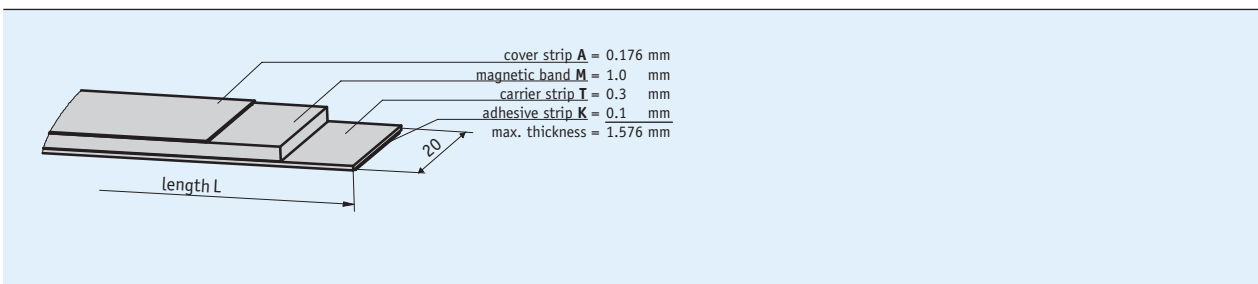 cover strip A = 0.176 mm
magnetic band M = 1.0 mm
carrier strip T = 0.3 mm
adhesive strip K = 0.1 mm
max. thickness = 1.576 mm
20
length L